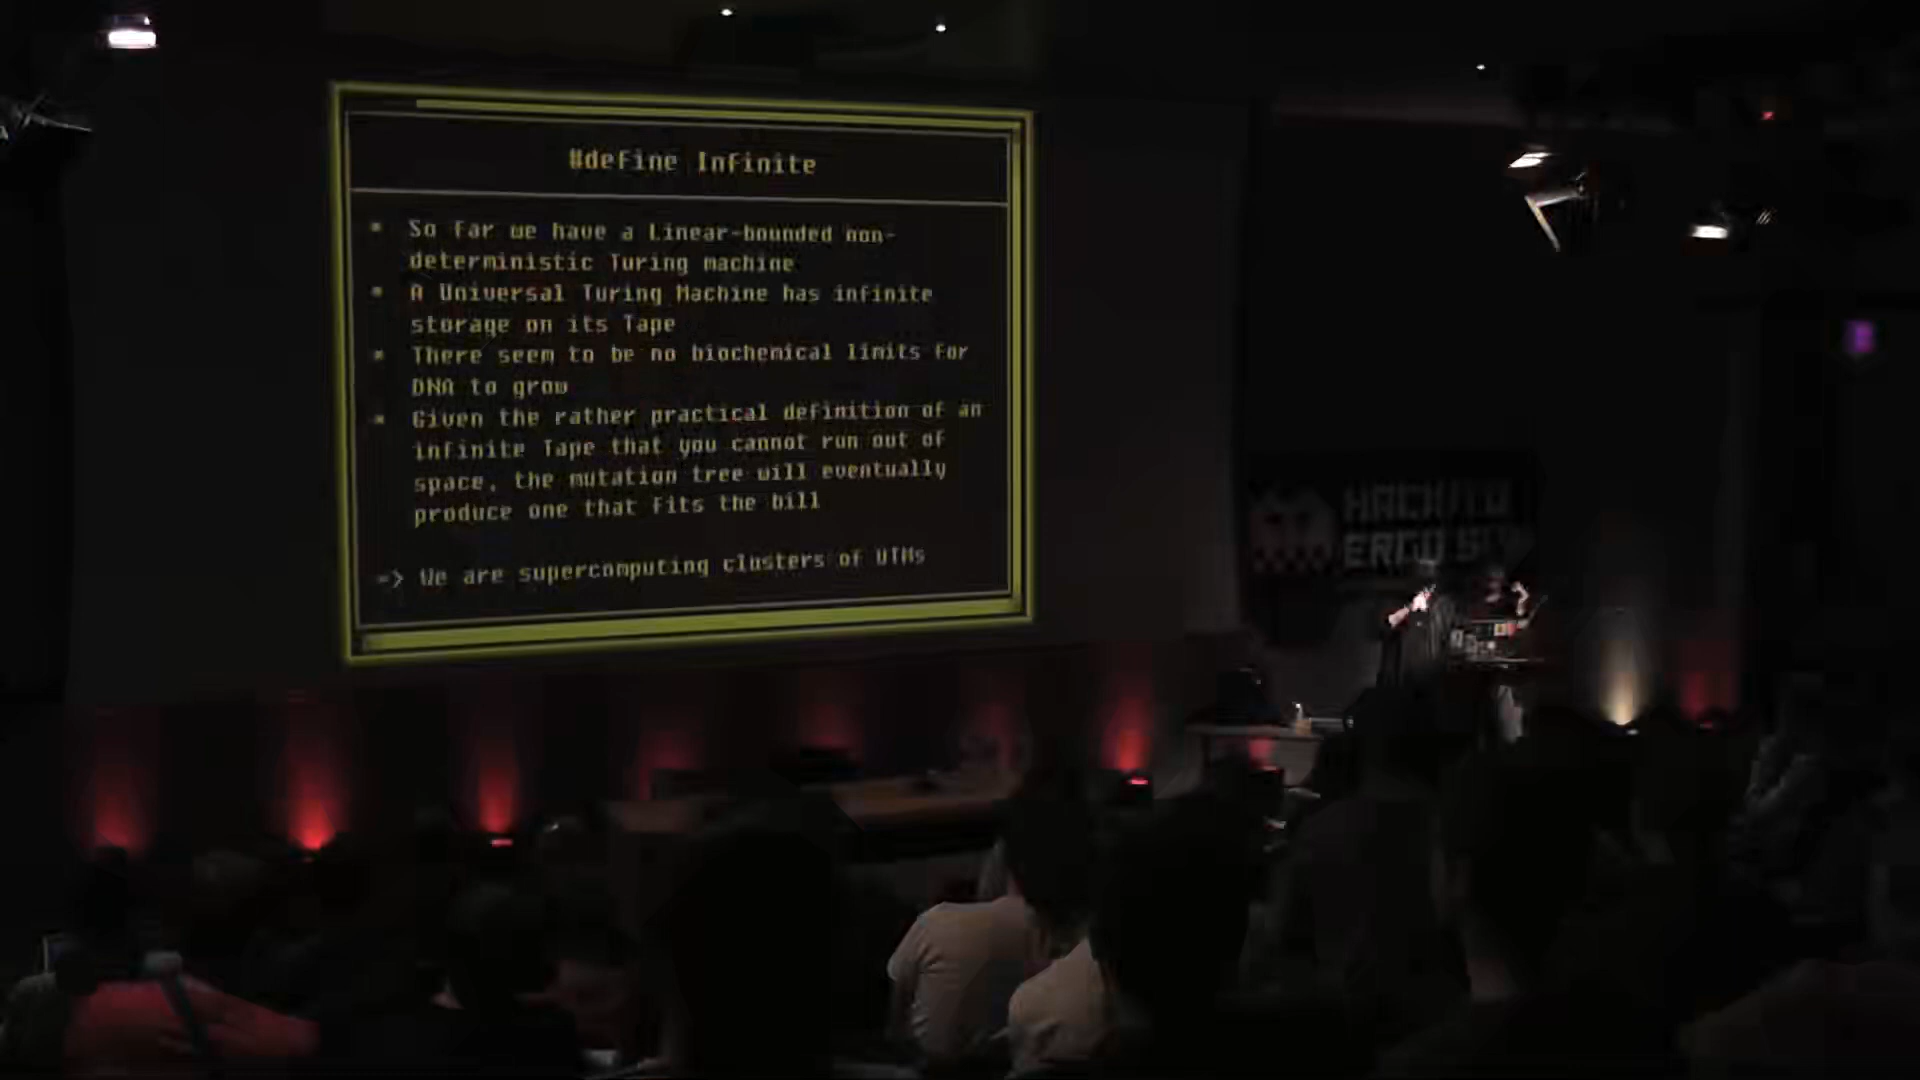 #define Infinite
• So far we have a Linear-bounded non-
deterministic Turing machine
• A Universal Turing Machine has infinite
storage on its Tape
• There seem to be no biochemical limits for
DNA to grow
• Given the rather practical definition of an
infinite Tape that you cannot run out of
space, the mutation tree will eventually
produce one that fits the bill
=> We are supercomputing clusters of UTMs
HACKITO
ERGO